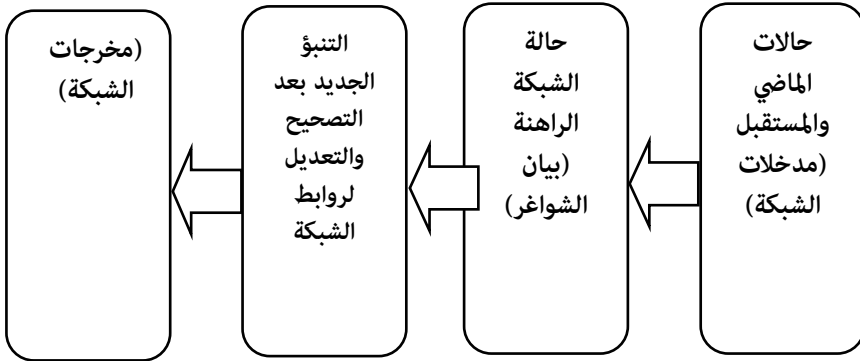 حالات
الماضي
والمستقبل
(مدخلات
الشبكة)
حالة
الشبكة
الراهنة
(بيان
الشواغر)
التنبؤ
الجديد بعد
التصحيح
والتعديل
لروابط
الشبكة
(مخرجات
الشبكة)